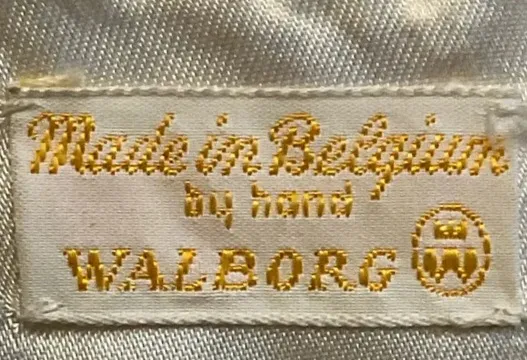 Made in Belgium
by hand
WALBORG
W